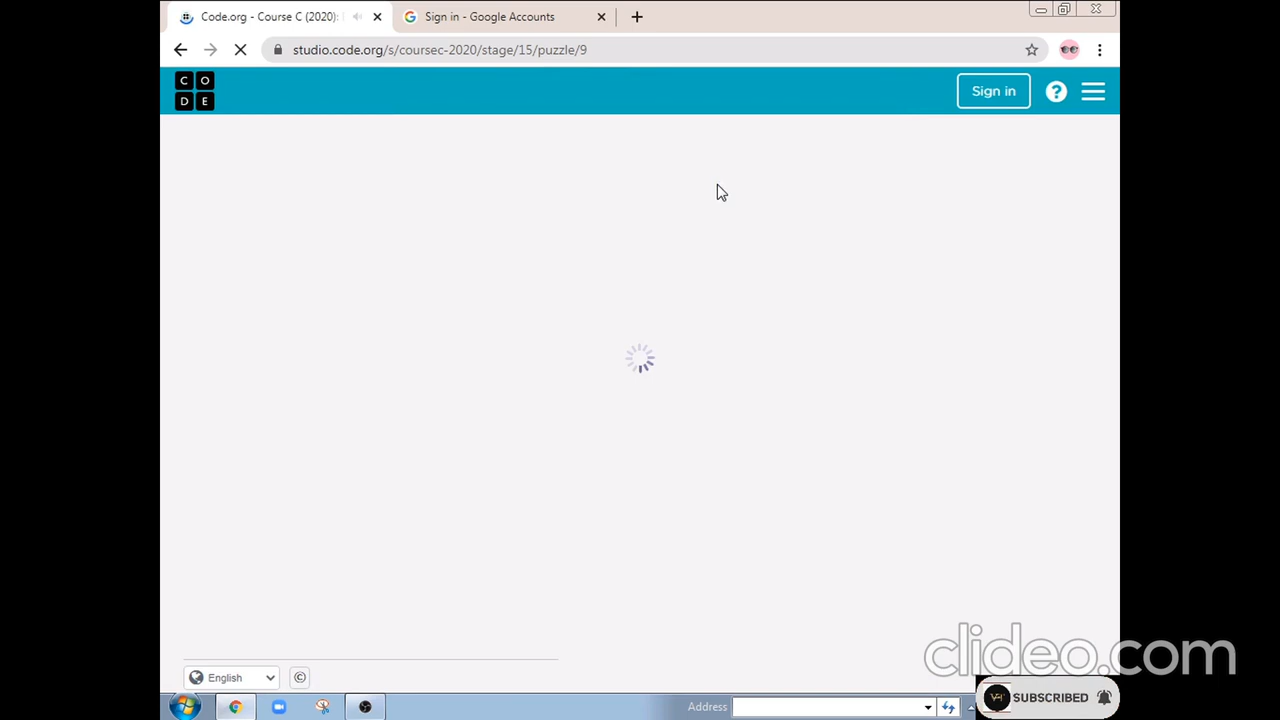 Code.org - Course C (2020):
Sign in - Google Accounts
studio.code.org/s/coursec-2020/stage/15/puzzle/9
C O
D E
Sign in
?
English
©
clideo.com
SUBSCRIBED
Address